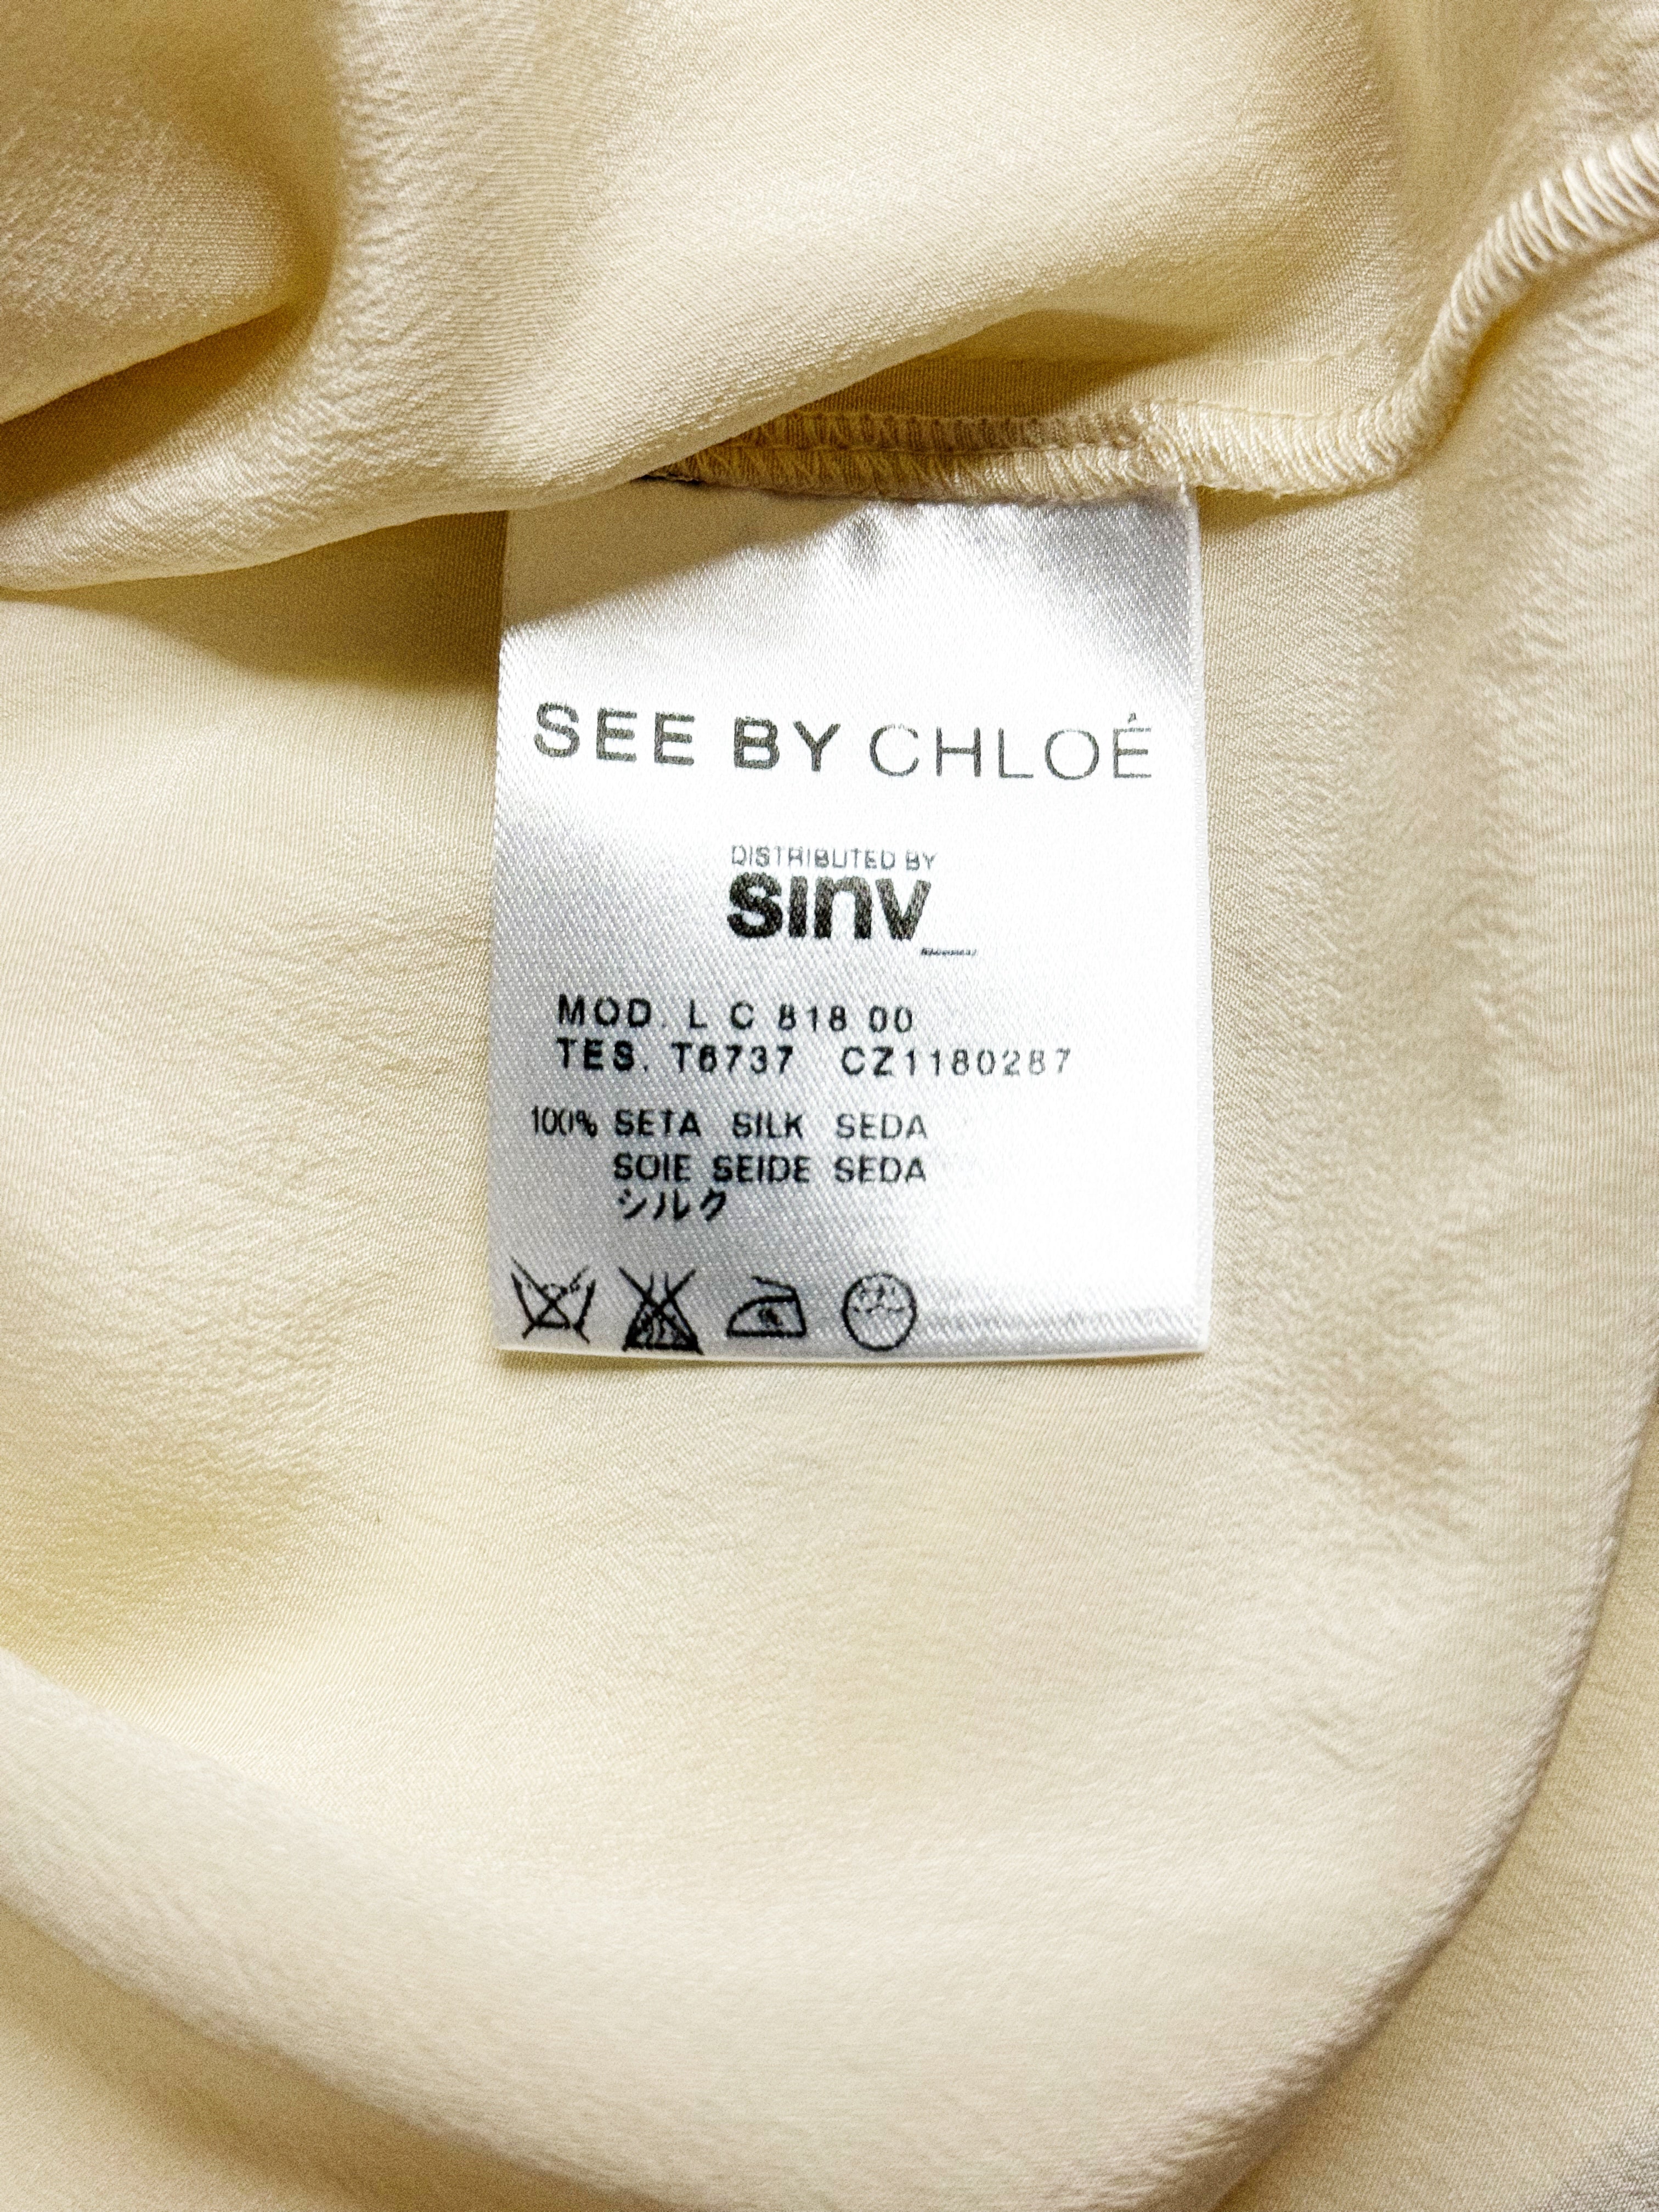 SEE BY CHLOÉ
DISTRIBUTED BY
sinv_
MOD. L C 818 00
TES. T6737 CZ1180287
100% SETA SILK SEDA
SOIE SEIDE SEDA
シルク